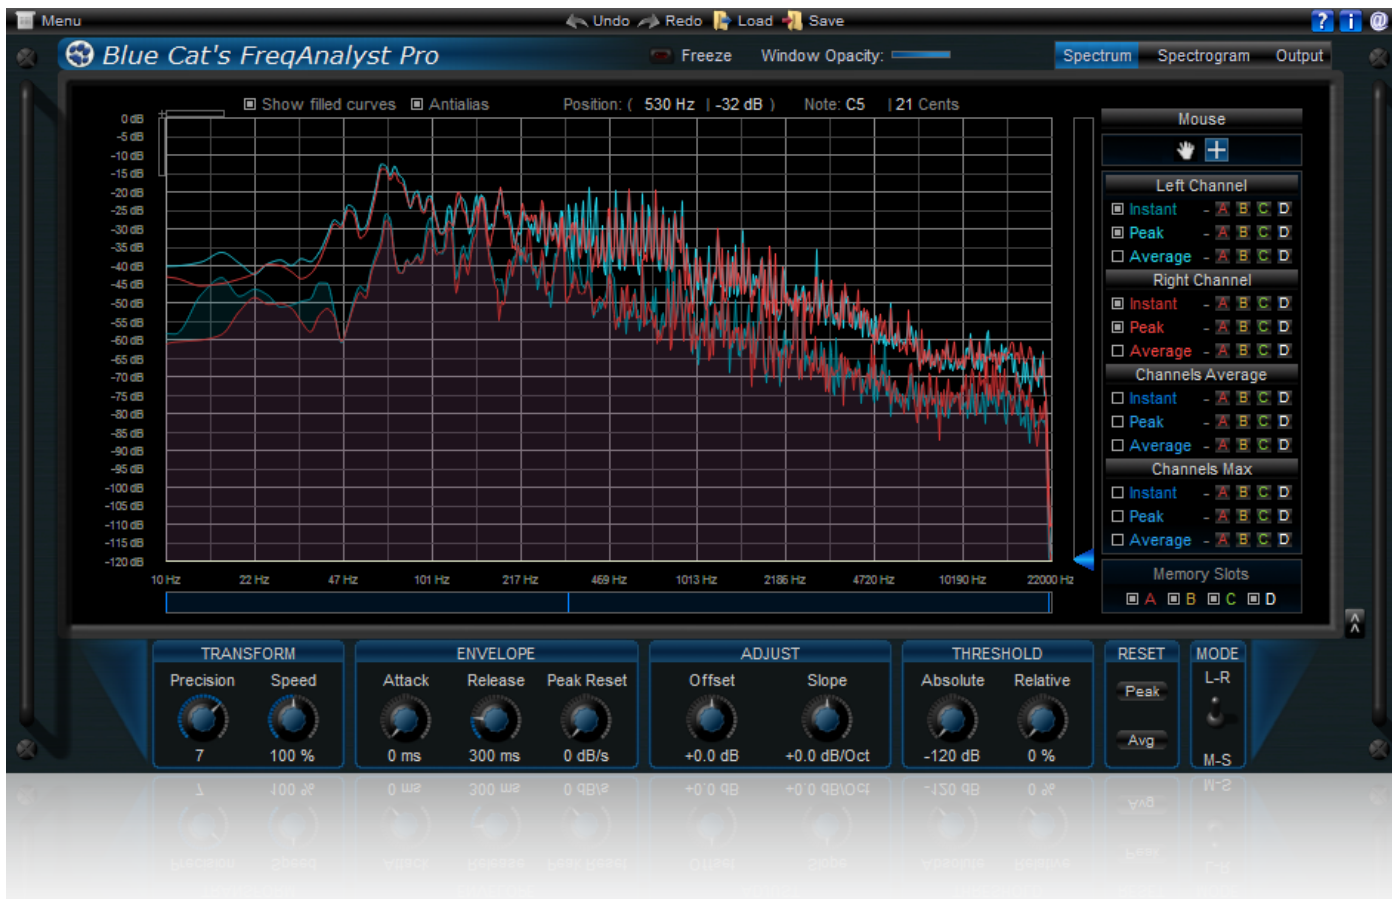 Menu Undo Redo Load Save ? i @
Blue Cat's FreqAnalyst Pro Freeze Window Opacity: Spectrum Spectrogram Output
Show filled curves Antialias Position: ( 530 Hz | -32 dB ) Note: C5 | 21 Cents
0 dB
-5 dB
-10 dB
-15 dB
-20 dB
-25 dB
-30 dB
-35 dB
-40 dB
-45 dB
-50 dB
-55 dB
-60 dB
-65 dB
-70 dB
-75 dB
-80 dB
-85 dB
-90 dB
-95 dB
-100 dB
-105 dB
-110 dB
-115 dB
-120 dB
10 Hz 22 Hz 47 Hz 101 Hz 217 Hz 469 Hz 1013 Hz 2186 Hz 4720 Hz 10190 Hz 22000 Hz
Mouse
Left Channel
Instant - A B C D
Peak - A B C D
Average - A B C D
Right Channel
Instant - A B C D
Peak - A B C D
Average - A B C D
Channels Average
Instant - A B C D
Peak - A B C D
Average - A B C D
Channels Max
Instant - A B C D
Peak - A B C D
Average - A B C D
Memory Slots
A B C D
TRANSFORM ENVELOPE ADJUST THRESHOLD RESET MODE
Precision Speed Attack Release Peak Reset Offset Slope Absolute Relative Peak L-R
7 100 % 0 ms 300 ms 0 dB/s +0.0 dB +0.0 dB/Oct -120 dB 0 % Avg M-S